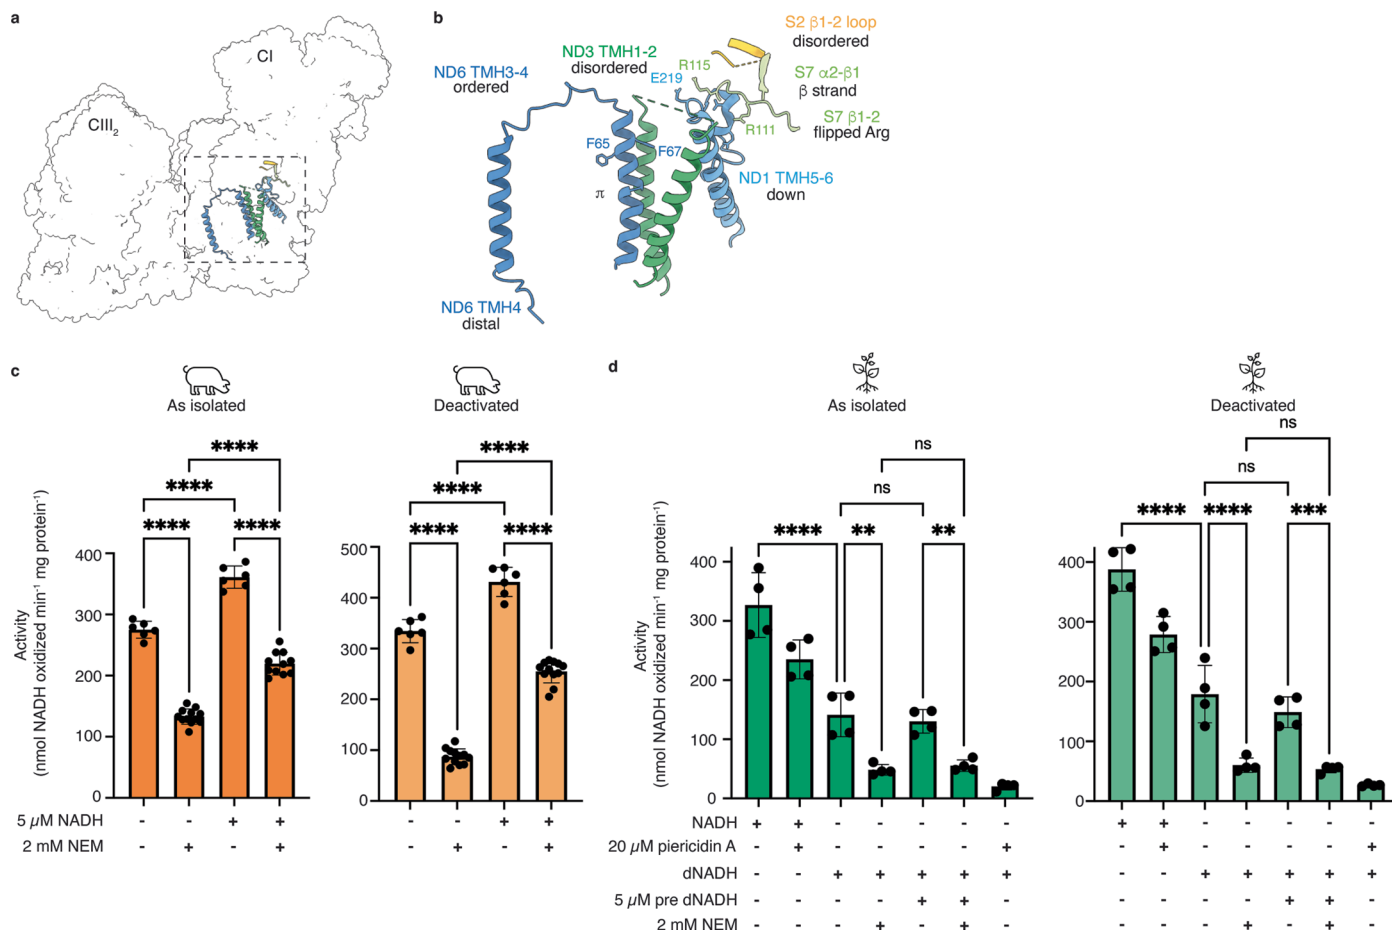 a
CI
CIII2
b
S2 β1-2 loop
disordered
ND3 TMH1-2
disordered
ND6 TMH3-4
ordered
R115
E219
S7 α2-β1
β strand
S7 β1-2
flipped Arg
R111
F65
F67
π
ND1 TMH5-6
down
ND6 TMH4
distal
c
As isolated
Deactivated
**** **** **** ****
**** **** **** ****
Activity
(nmol NADH oxidized min-1 mg protein-1)
400
300
200
100
0
500
400
300
200
100
0
5 µM NADH - - + + - - + +
2 mM NEM - + - + - + - +
d
As isolated
Deactivated
ns
ns
**** ** **
ns
ns
**** **** ***
Activity
(nmol NADH oxidized min-1 mg protein-1)
400
300
200
100
0
400
300
200
100
0
NADH + + - - - - - + + - - - - -
20 µM piericidin A - + - - - - + - + - - - - +
dNADH - - + + + + + - - + + + + +
5 µM pre dNADH - - - - + + - - - - - + + -
2 mM NEM - - - + - + - - - - + - + -